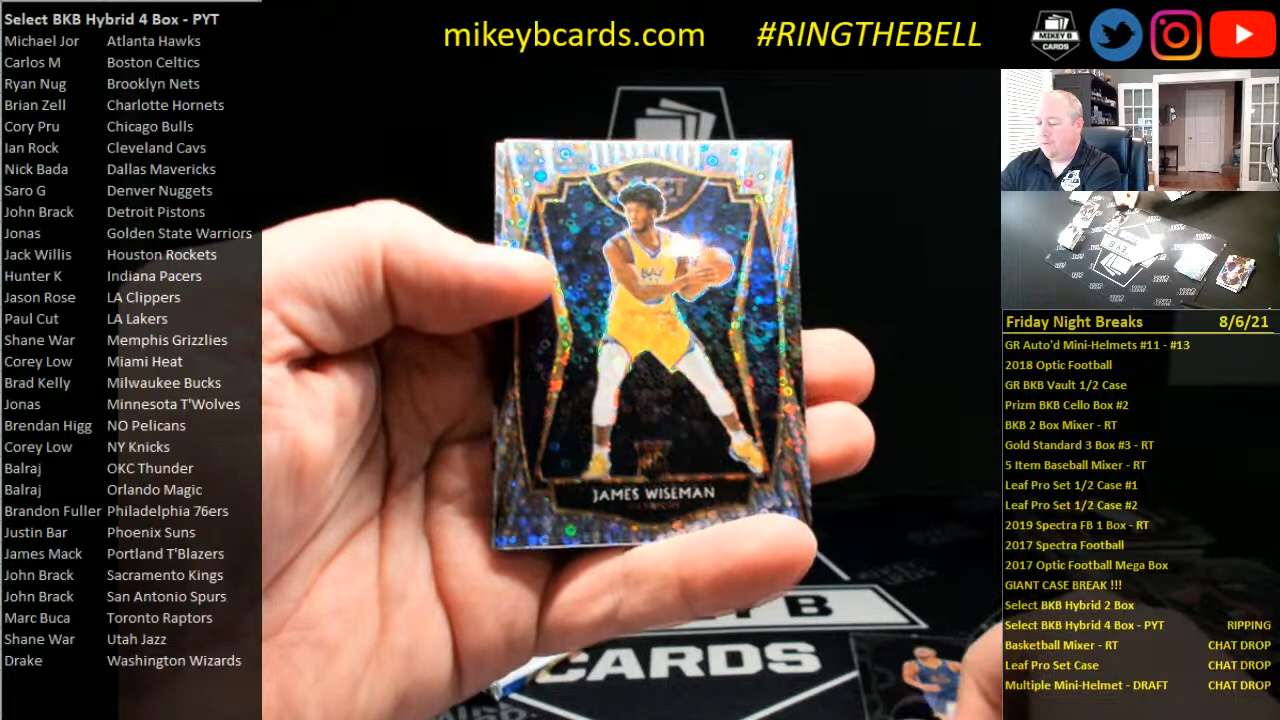 Select BKB Hybrid 4 Box - PYT
Michael Jor Atlanta Hawks
Carlos M Boston Celtics
Ryan Nug Brooklyn Nets
Brian Zell Charlotte Hornets
Cory Pru Chicago Bulls
Ian Rock Cleveland Cavs
Nick Bada Dallas Mavericks
Saro G Denver Nuggets
John Brack Detroit Pistons
Jonas Golden State Warriors
Jack Willis Houston Rockets
Hunter K Indiana Pacers
Jason Rose LA Clippers
Paul Cut LA Lakers
Shane War Memphis Grizzlies
Corey Low Miami Heat
Brad Kelly Milwaukee Bucks
Jonas Minnesota T'Wolves
Brendan Higg NO Pelicans
Corey Low NY Knicks
Balraj OKC Thunder
Balraj Orlando Magic
Brandon Fuller Philadelphia 76ers
Justin Bar Phoenix Suns
James Mack Portland T'Blazers
John Brack Sacramento Kings
John Brack San Antonio Spurs
Marc Buca Toronto Raptors
Shane War Utah Jazz
Drake Washington Wizards
mikeybcards.com #RINGTHEBELL
MIKEY B
CARDS
SELECT
BAY
JAMES WISEMAN
B
CARDS
Friday Night Breaks 8/6/21
GR Auto'd Mini-Helmets #11 - #13
2018 Optic Football
GR BKB Vault 1/2 Case
Prizm BKB Cello Box #2
BKB 2 Box Mixer - RT
Gold Standard 3 Box #3 - RT
5 Item Baseball Mixer - RT
Leaf Pro Set 1/2 Case #1
Leaf Pro Set 1/2 Case #2
2019 Spectra FB 1 Box - RT
2017 Spectra Football
2017 Optic Football Mega Box
GIANT CASE BREAK !!!
Select BKB Hybrid 2 Box
Select BKB Hybrid 4 Box - PYT RIPPING
Basketball Mixer - RT CHAT DROP
Leaf Pro Set Case CHAT DROP
Multiple Mini-Helmet - DRAFT CHAT DROP